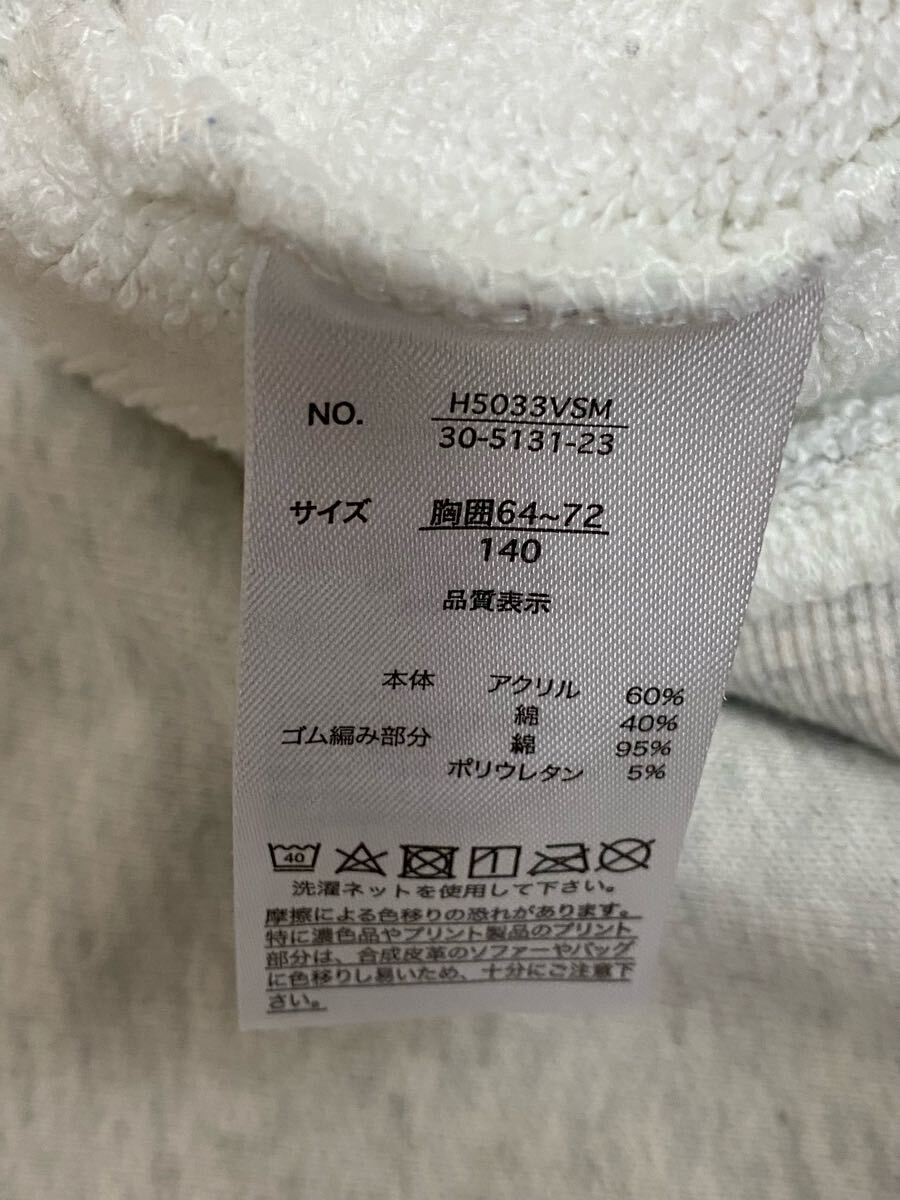 NO. H5033VSM
30-5131-23
サイズ 胸囲64~72
140
品質表示
本体 アクリル 60%
綿 40%
ゴム編み部分 綿 95%
ポリウレタン 5%
40
洗濯ネットを使用して下さい。
摩擦による色移りの恐れがあります。
特に濃色品やプリント製品のプリント
部分は、合成皮革のソファーやバッグ
に色移りし易いため、十分にご注意下
さい。